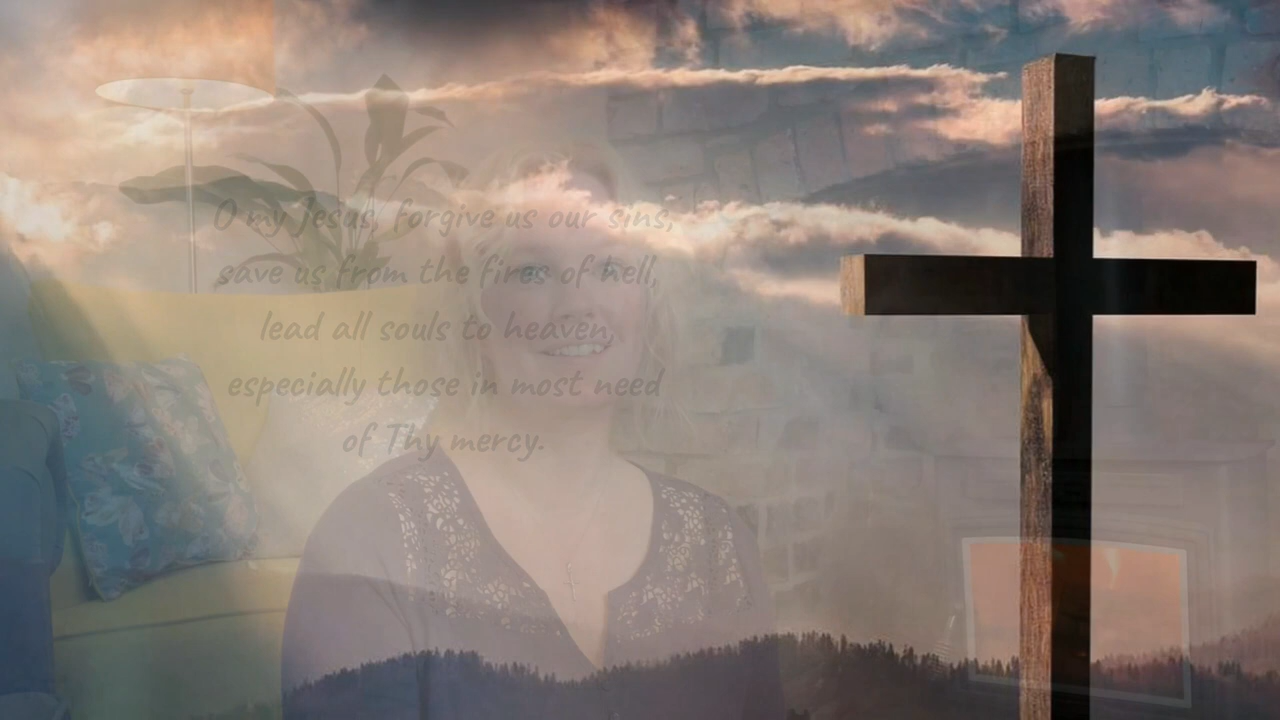 O my Jesus, forgive us our sins,
save us from the fires of hell,
lead all souls to heaven,
especially those in most need
of Thy mercy.